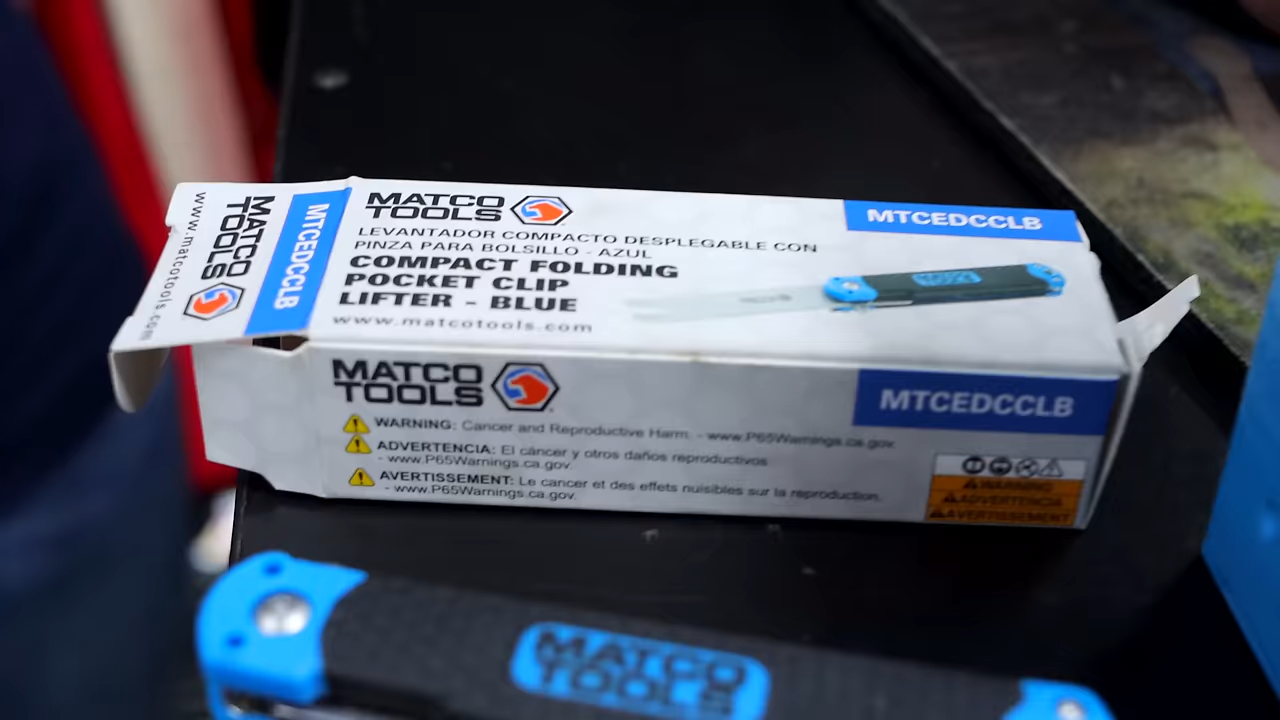 www.matcotools.com
MATCO
TOOLS
MTCEDCCLB
MATCO
TOOLS
MTCEDCCLB
LEVANTADOR COMPACTO DESPLEGABLE CON
PINZA PARA BOLSILLO - AZUL
COMPACT FOLDING
POCKET CLIP
LIFTER - BLUE
www.matcotools.com
MATCO
TOOLS
MTCEDCCLB
WARNING: Cancer and Reproductive Harm. - www.P65Warnings.ca.gov.
ADVERTENCIA: El cáncer y otros daños reproductivos
- www.P65Warnings.ca.gov.
AVERTISSEMENT: Le cancer et des effets nuisibles sur la reproduction.
- www.P65Warnings.ca.gov.
WARNING
ADVERTENCIA
AVERTISSEMENT
MATCO
TOOLS